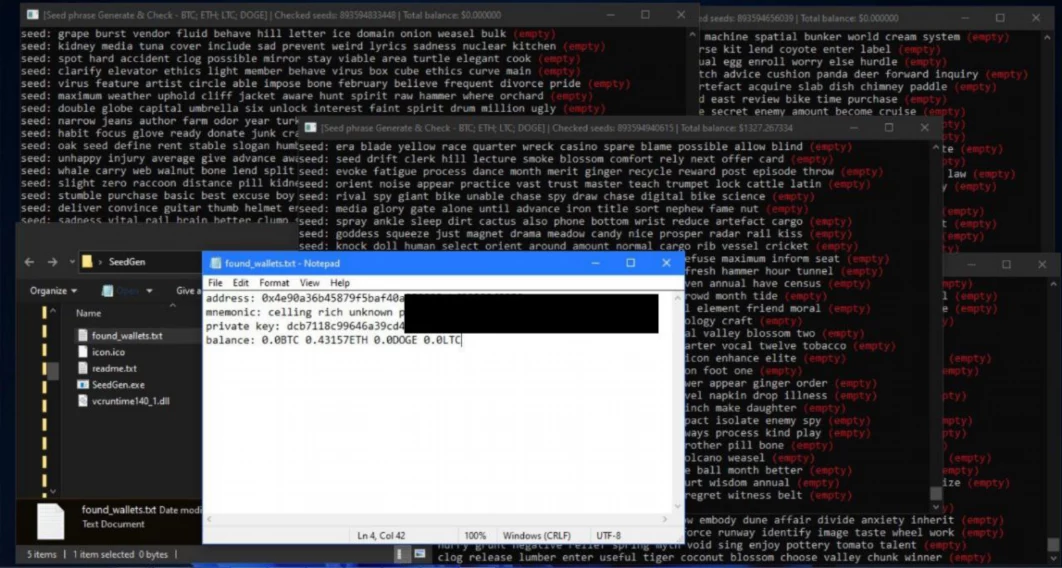 [Seed phrase Generate & Check - BTC; ETH; LTC; DOGE] | Checked seeds: 893594833448 | Total balance: $0.000000
seed: grape burst vendor fluid behave hill letter ice domain onion weasel bulk (empty)
seed: kidney media tuna cover include sad prevent weird lyrics sadness nuclear kitchen (empty)
seed: spot hard accident clog possible mirror stay viable area turtle elegant cook (empty)
seed: clarify elevator ethics light member behave virus box cube ethics curve main (empty)
seed: virus feature artist circle able impose bone february believe frequent divorce pride (empty)
seed: maximum weather uphold cliff jacket aware hunt spirit raw hammer where orchard (empty)
seed: double globe capital umbrella six unlock interest faint spirit drum million ugly (empty)
seed: narrow jeans author farm odor year
seed: habit focus glove ready donate junk
seed: oak seed define rent stable slogan
seed: unhappy injury average give advance
seed: whale carry web walnut bone lend split
seed: slight zero raccoon distance pill
seed: stumble purchase basic best excuse boy
seed: deliver convince guitar thumb helmet
seed: sadness vital rail brain better clump
nd seeds: 893594656039 | Total balance: $0.000000
machine spatial bunker world cream system (empty)
rse kit lend coyote enter label (empty)
ual egg enroll worry else hurdle (empty)
tch advice cushion panda deer forward inquiry (empty)
rtefact acquire slab dish chimney paddle (empty)
d east review bike time purchase (empty)
e secret enemy amount become cruise (empty)
[Seed phrase Generate & Check - BTC; ETH; LTC; DOGE] | Checked seeds: 893594940615 | Total balance: $1327.267334
seed: era blade yellow race quarter wreck casino spare blame possible allow blind (empty)
seed: seed drift clerk hill lecture smoke blossom comfort rely next offer card (empty)
seed: evoke fatigue process dance month merit ginger recycle reward post episode throw (empty)
seed: orient noise appear practice vast trust master teach trumpet lock cattle latin (empty)
seed: rival spy giant bike unable chase spy draw chase digital bike science (empty)
seed: media glory gate alone until advance iron title sort nephew fame nut (empty)
seed: spray ankle sleep dirt cactus also phone bottom wrist reduce artefact cargo (empty)
seed: goddess squeeze just magnet drama meadow candy nice prosper radar rail kiss (empty)
seed: knock doll human select orient around amount normal cargo rib vessel cricket (empty)
efuse maximum inform seat (empty)
fresh hammer hour tunnel (empty)
ven annual have census (empty)
rowd month tide (empty)
l element friend moral (empty)
ology craft (empty)
al valley blossom two (empty)
arter vocal twelve tobacco (empty)
icon enhance elite (empty)
on foot one (empty)
wer appear ginger order (empty)
vel napkin drop illness (empty)
inch make daughter (empty)
pact isolate enemy spy (empty)
ways process kind play (empty)
rother pill bone (empty)
olcano weasel (empty)
e ball month better (empty)
urt wisdom annual (empty)
regret witness belt (empty)
law (empty)
ize (empty)
w embody dune affair divide anxiety inherit (empty)
orce runway identify image taste wheel work (empty)
hurry grunt negative relief spring myth void sing enjoy pottery tomato talent (empty)
clog release lumber enter useful tiger coconut blossom choose valley chunk winner (empty)
SeedGen
Organize
Open
Give a
Name
found_wallets.txt
icon.ico
readme.txt
SeedGen.exe
vcruntime140_1.dll
found_wallets.txt Date modi
Text Document
5 items | 1 item selected 0 bytes |
found_wallets.txt - Notepad
File Edit Format View Help
address: 0x4e90a36b45879f5baf40a
mnemonic: celling rich unknown p
private key: dcb7118c99646a39cd4
balance: 0.0BTC 0.43157ETH 0.0DOGE 0.0LTC
Ln 4, Col 42 100% Windows (CRLF) UTF-8